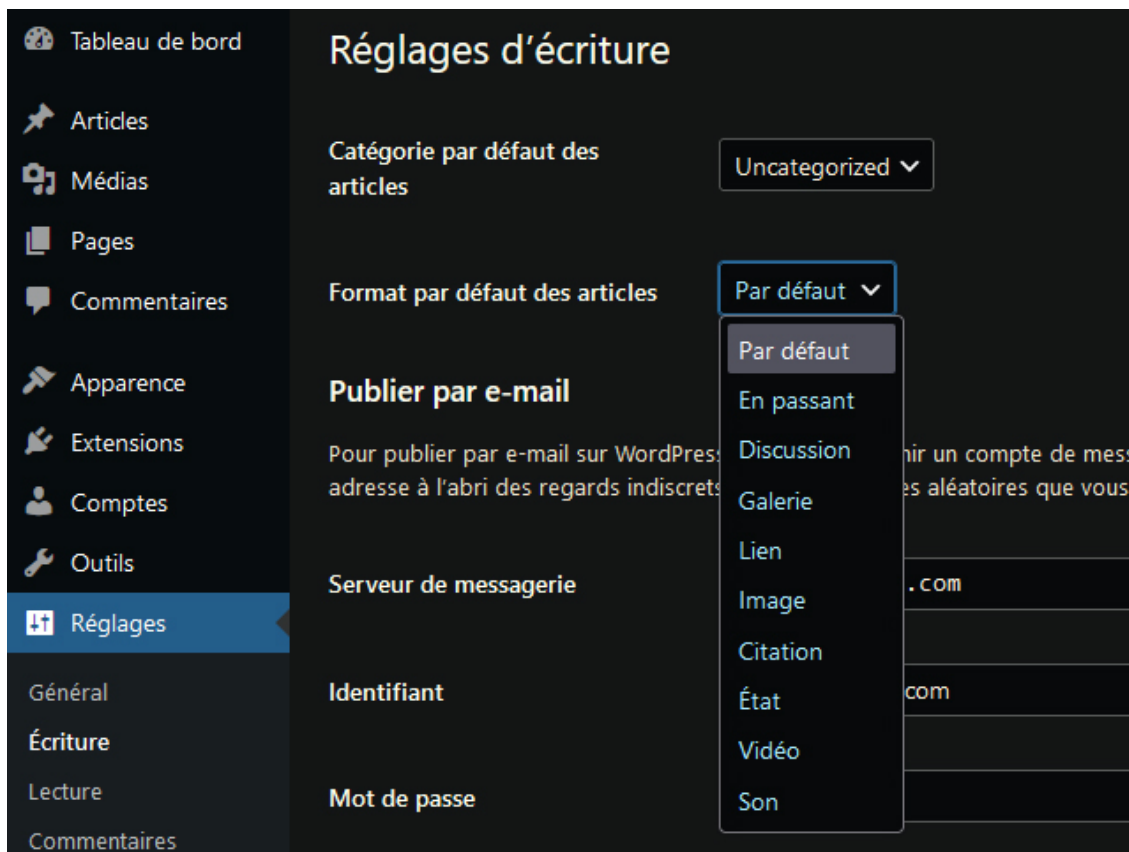 Tableau de bord
Articles
Médias
Pages
Commentaires
Apparence
Extensions
Comptes
Outils
Réglages
Général
Écriture
Lecture
Commentaires
Réglages d’écriture
Catégorie par défaut des
articles
Uncategorized
Format par défaut des articles
Par défaut
Par défaut
En passant
Discussion
Galerie
Lien
Image
Citation
État
Vidéo
Son
Publier par e-mail
Pour publier par e-mail sur WordPress un compte de
adresse à l’abri des regards indiscrets aléatoires que vous
Serveur de messagerie
.com
Identifiant
com
Mot de passe